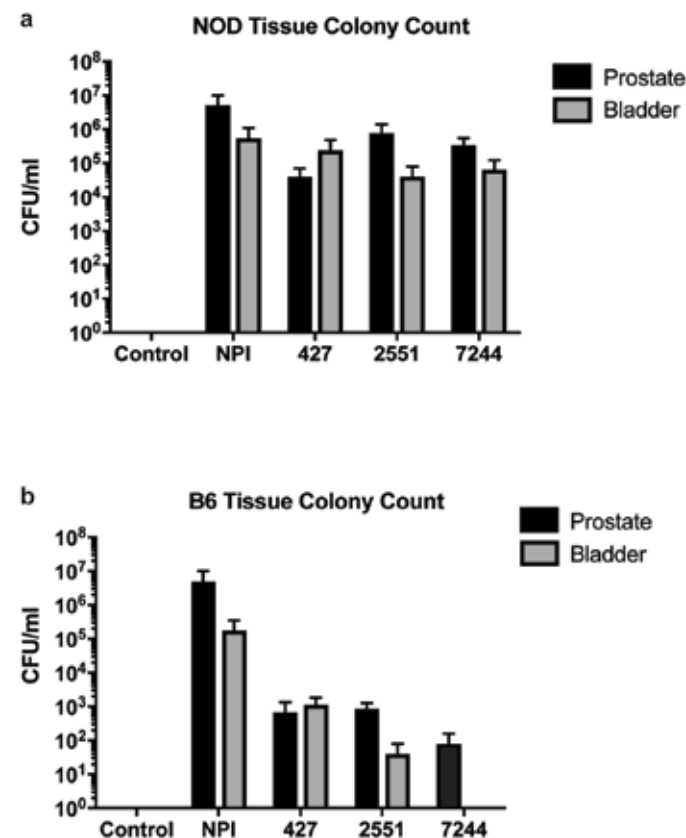 a
NOD Tissue Colony Count
10⁸
10⁷
10⁶
10⁵
10⁴
10³
10²
10¹
10⁰
CFU/ml
Control NPI 427 2551 7244
Prostate
Bladder
b
B6 Tissue Colony Count
10⁸
10⁷
10⁶
10⁵
10⁴
10³
10²
10¹
10⁰
CFU/ml
Control NPI 427 2551 7244
Prostate
Bladder